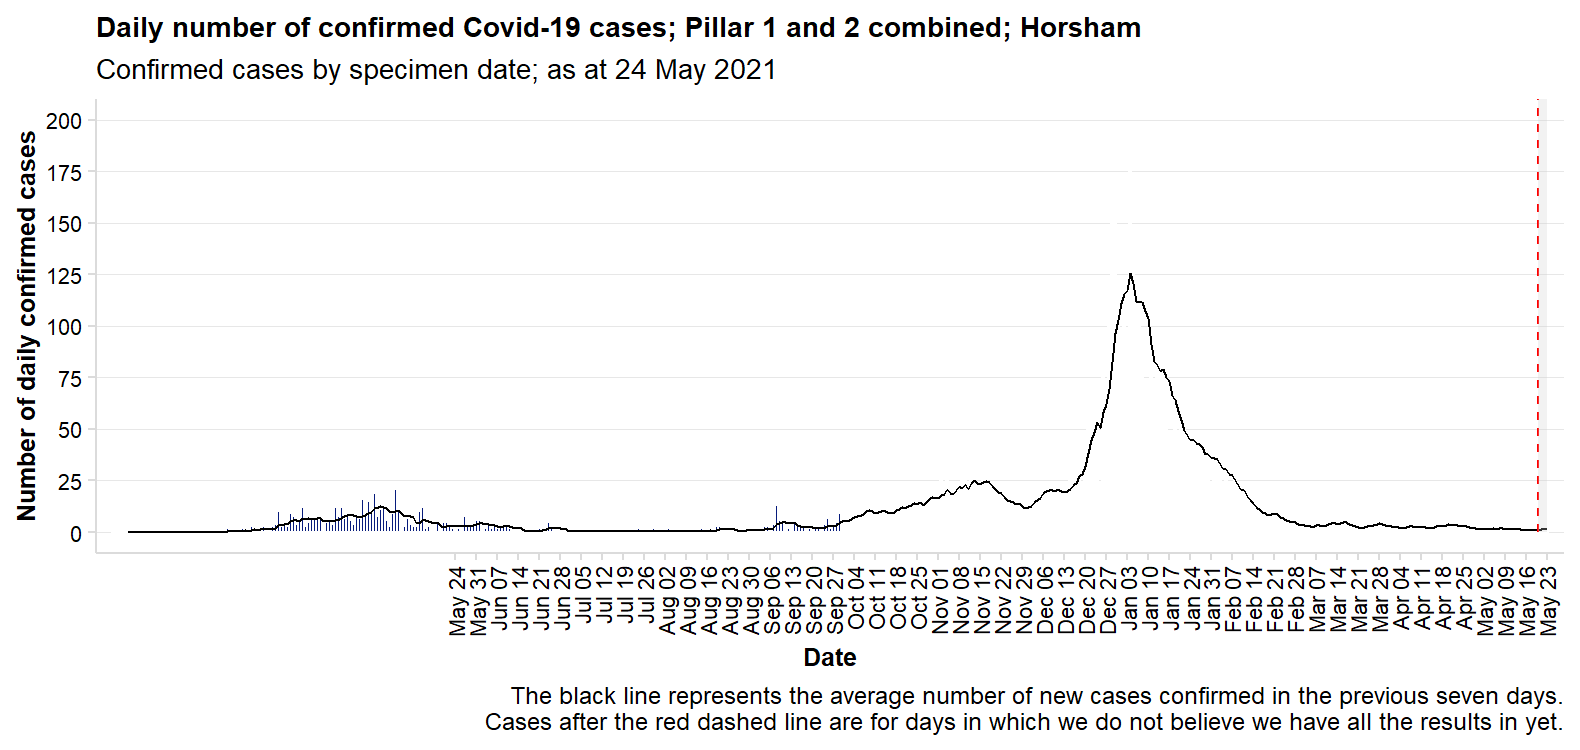 Daily number of confirmed Covid-19 cases; Pillar 1 and 2 combined; Horsham
Confirmed cases by specimen date; as at 24 May 2021
Number of daily confirmed cases
200
175
150
125
100
75
50
25
0
May 24
May 31
Jun 07
Jun 14
Jun 21
Jun 28
Jul 05
Jul 12
Jul 19
Jul 26
Aug 02
Aug 09
Aug 16
Aug 23
Aug 30
Sep 06
Sep 13
Sep 20
Sep 27
Oct 04
Oct 11
Oct 18
Oct 25
Nov 01
Nov 08
Nov 15
Nov 22
Nov 29
Dec 06
Dec 13
Dec 20
Dec 27
Jan 03
Jan 10
Jan 17
Jan 24
Jan 31
Feb 07
Feb 14
Feb 21
Feb 28
Mar 07
Mar 14
Mar 21
Mar 28
Apr 04
Apr 11
Apr 18
Apr 25
May 02
May 09
May 16
May 23
Date
The black line represents the average number of new cases confirmed in the previous seven days.
Cases after the red dashed line are for days in which we do not believe we have all the results in yet.